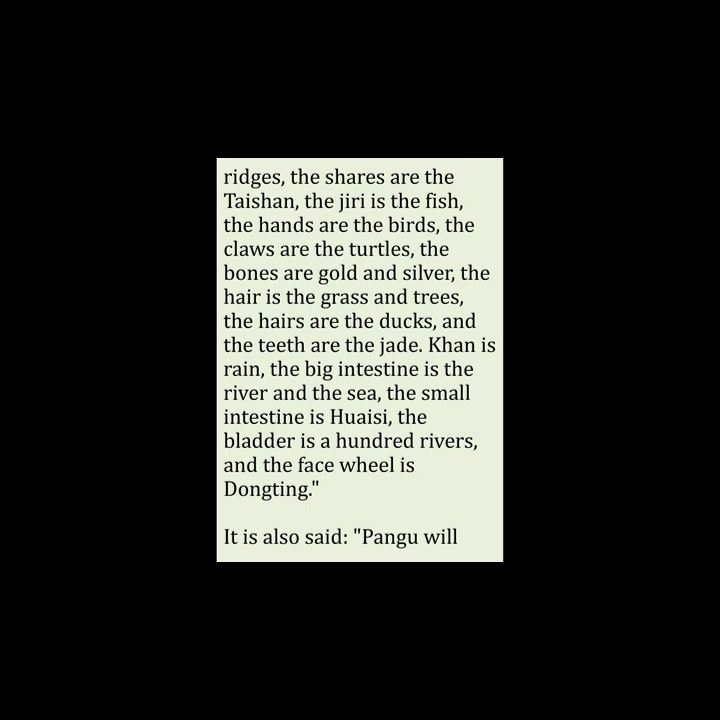 ridges, the shares are the
Taishan, the jiri is the fish,
the hands are the birds, the
claws are the turtles, the
bones are gold and silver, the
hair is the grass and trees,
the hairs are the ducks, and
the teeth are the jade. Khan is
rain, the big intestine is the
river and the sea, the small
intestine is Huaisi, the
bladder is a hundred rivers,
and the face wheel is
Dongting."
It is also said: "Pangu will